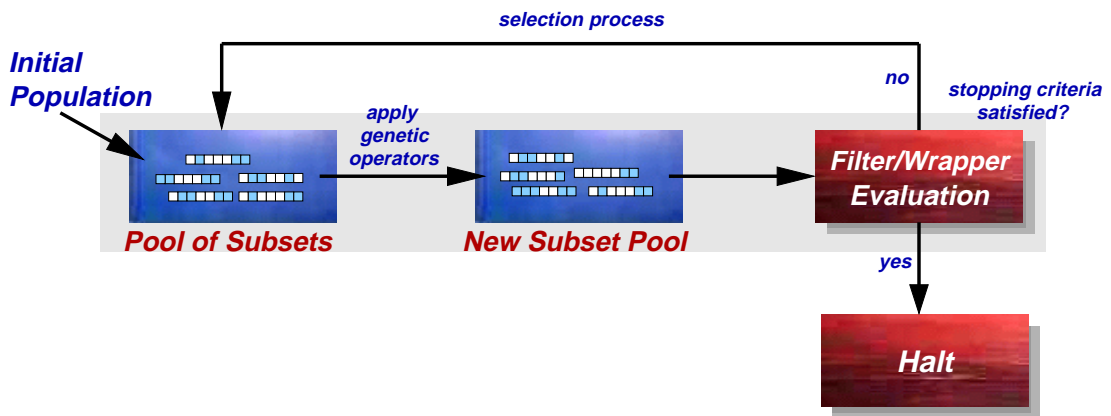 selection process
Initial
Population
no
stopping criteria
satisfied?
apply
genetic
operators
Filter/Wrapper
Evaluation
Pool of Subsets
New Subset Pool
yes
Halt